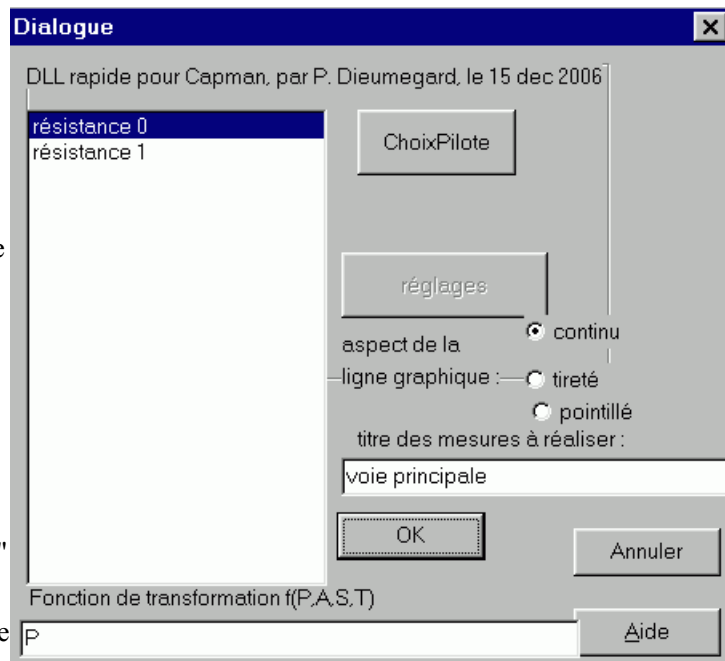 Dialogue
DLL rapide pour Capman, par P. Dieumegard, le 15 dec 2006
résistance 0
résistance 1
ChoixPilote
e
réglages
aspect de la
ligne graphique :
continu
tireté
pointillé
titre des mesures à réaliser :
voie principale
OK
"
Annuler
Fonction de transformation f(P,A,S,T)
e
P
Aide